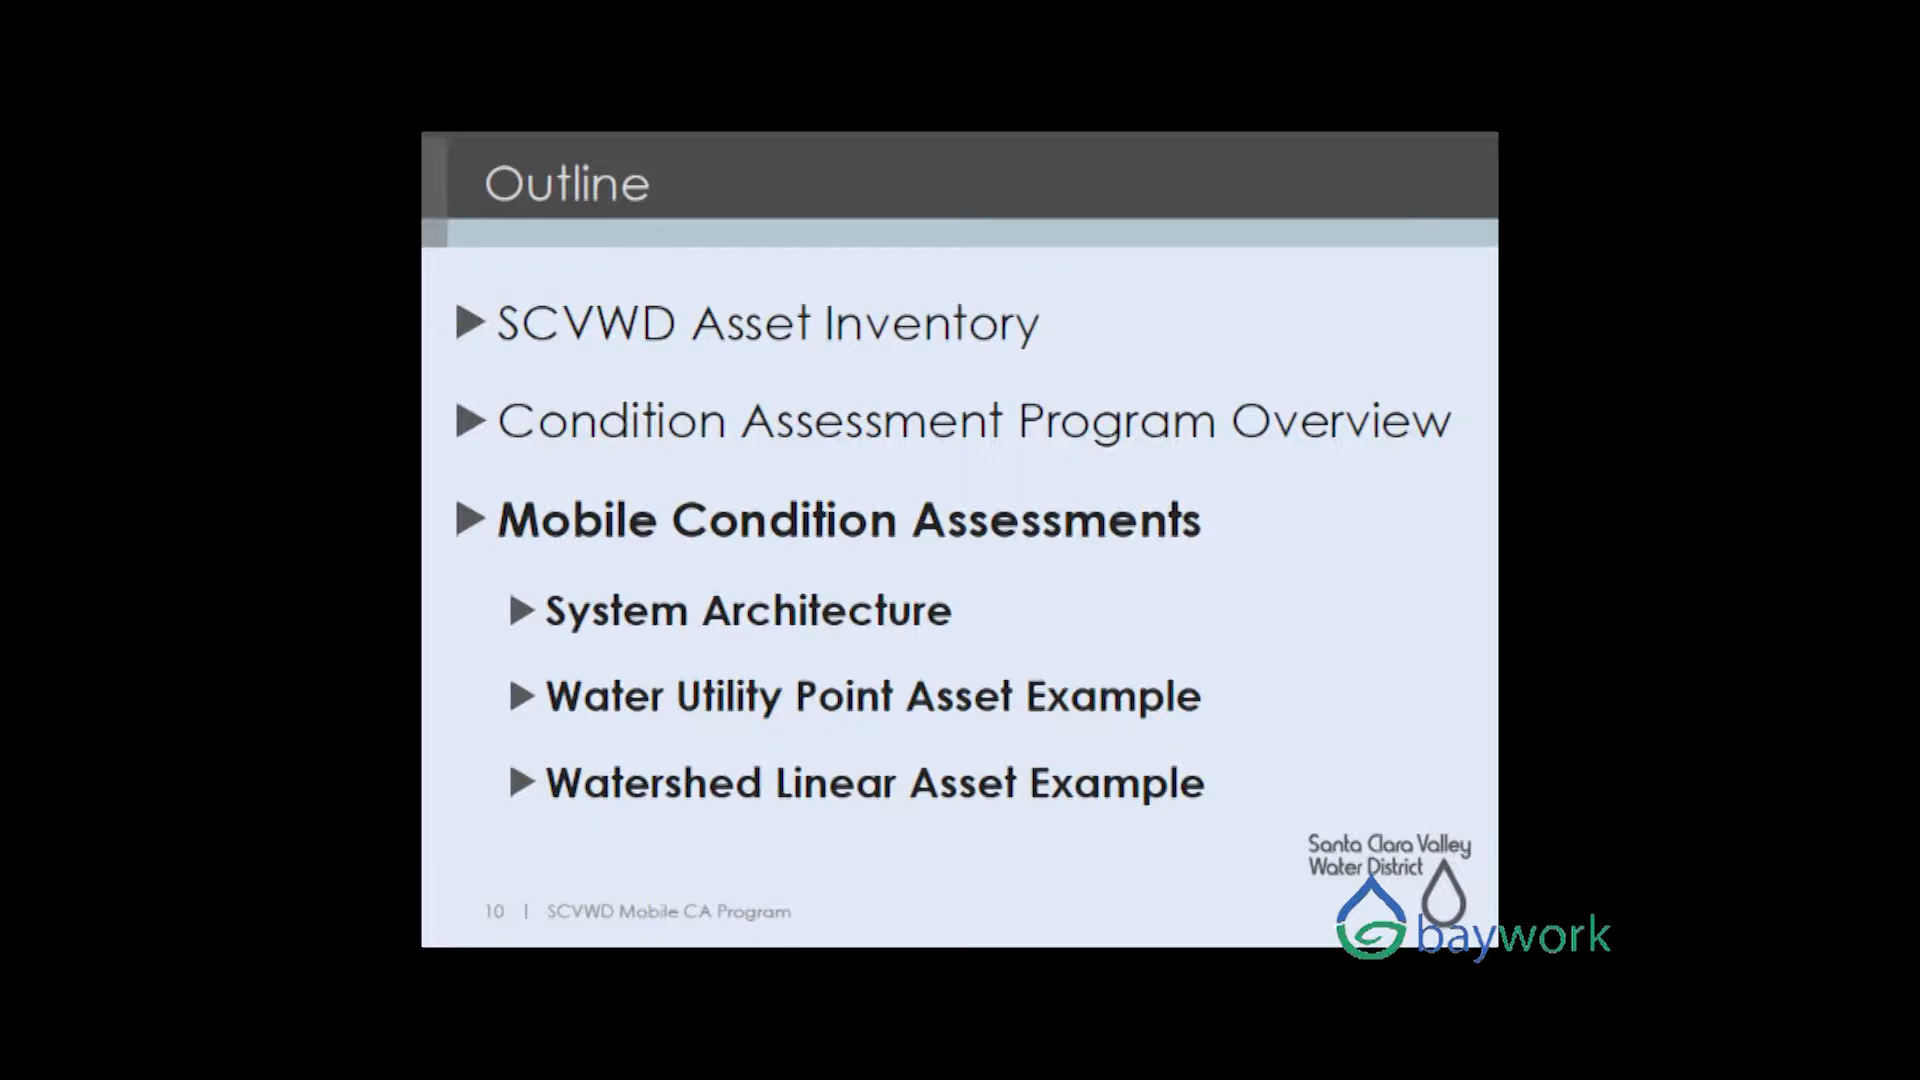 Outline
SCVWD Asset Inventory
Condition Assessment Program Overview
Mobile Condition Assessments
System Architecture
Water Utility Point Asset Example
Watershed Linear Asset Example
Santa Clara Valley
Water District
10 | SCVWD Mobile CA Program
baywork